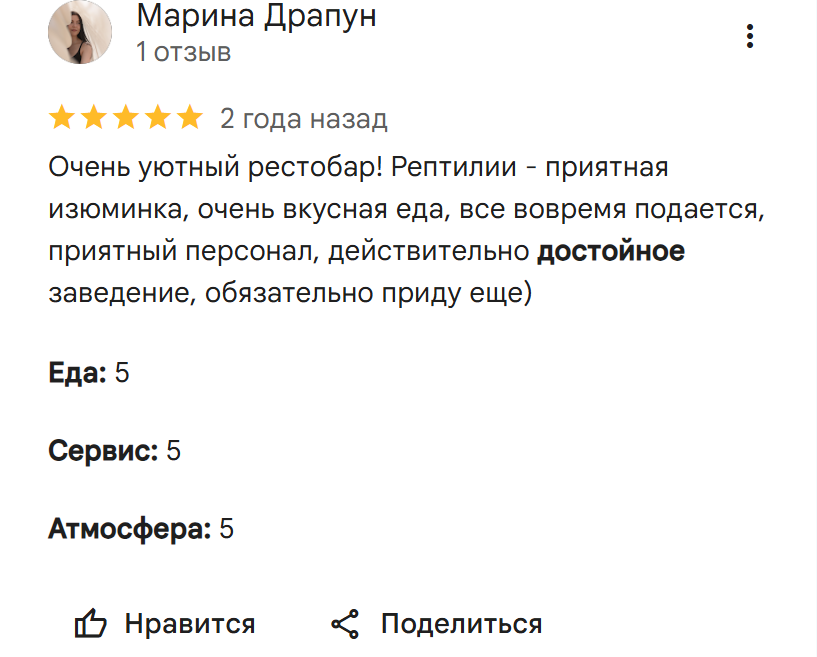 Марина Драпун
1 отзыв
2 года назад
Очень уютный рестобар! Рептилии - приятная
изюминка, очень вкусная еда, все вовремя подается,
приятный персонал, действительно достойное
заведение, обязательно приду еще)
Еда: 5
Сервис: 5
Атмосфера: 5
Нравится
Поделиться